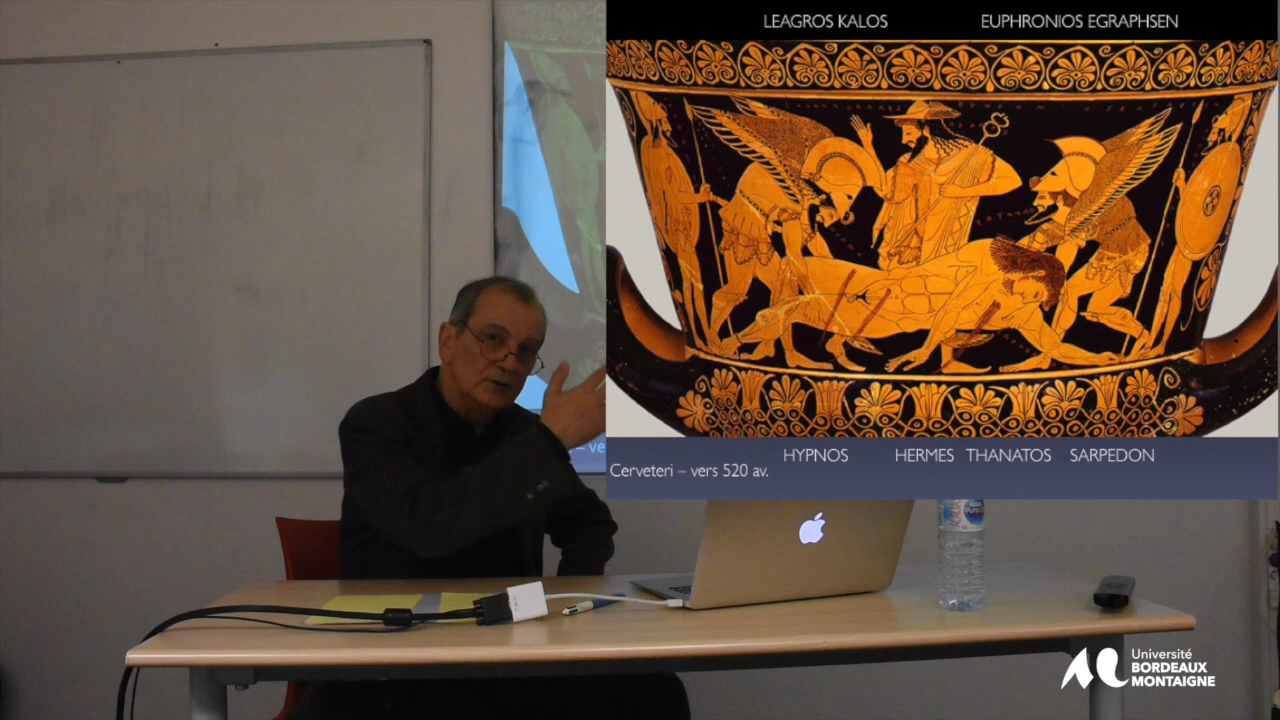 LEAGROS KALOS
EUPHRONIOS EGRAPHSEN
HYPNOS HERMES THANATOS SARPEDON
Cerveteri – vers 520 av.
Université
BORDEAUX
MONTAIGNE